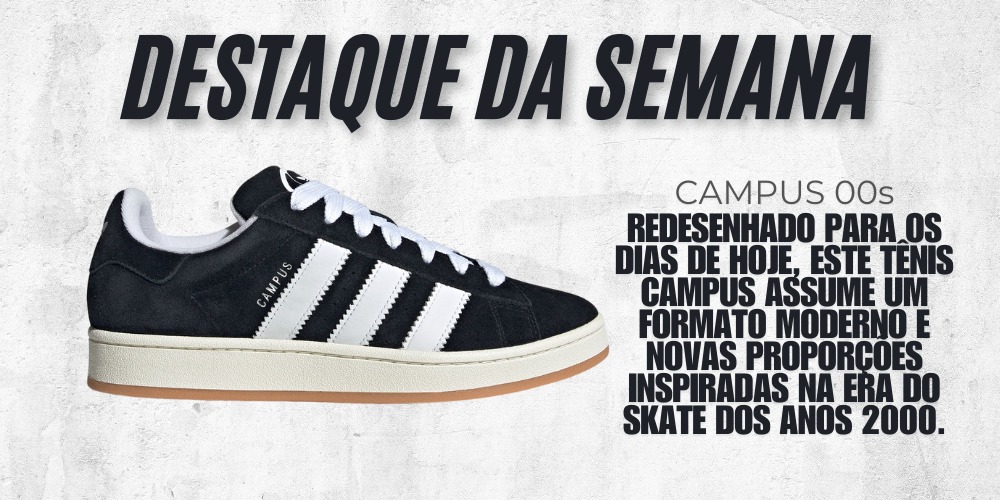 DESTAQUE DA SEMANA
CAMPUS
CAMPUS 00s
REDESENHADO PARA OS
DIAS DE HOJE, ESTE TÊNIS
CAMPUS ASSUME UM
FORMATO MODERNO E
NOVAS PROPORÇÕES
INSPIRADAS NA ERA DO
SKATE DOS ANOS 2000.